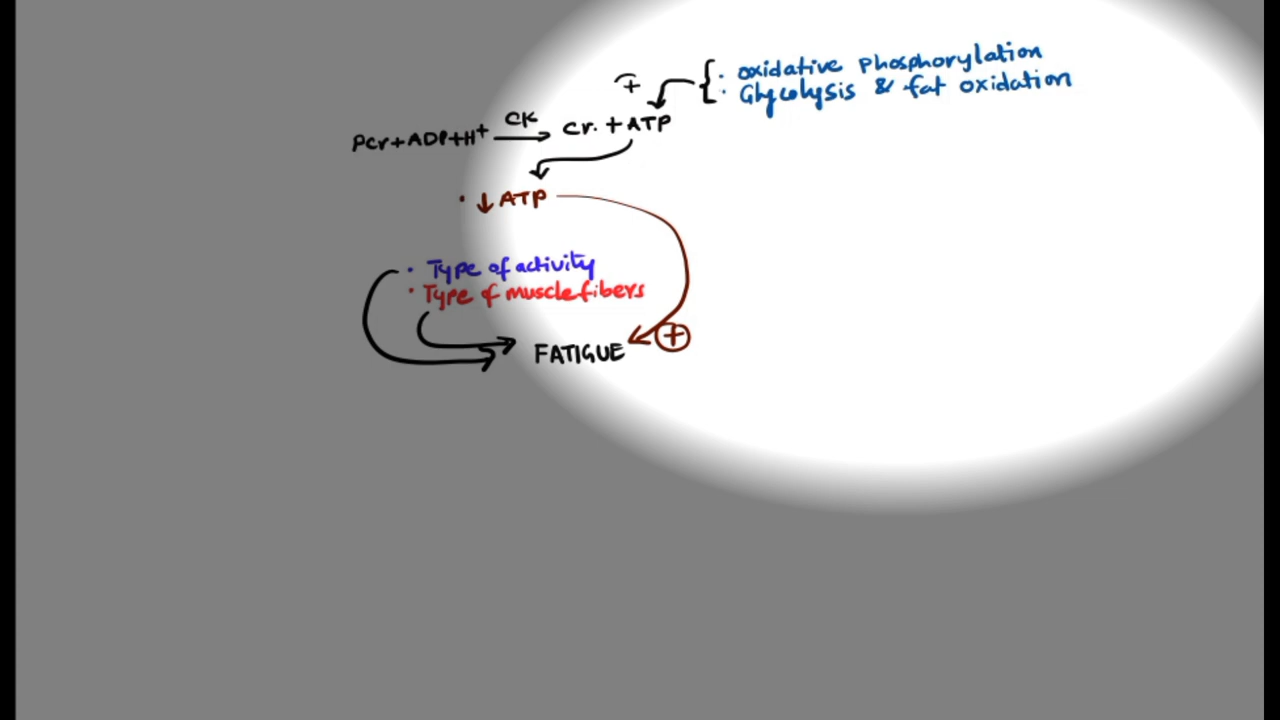 · oxidative phosphorylation
· Glycolysis & fat oxidation
+
PCr+ADP+H⁺ CK → Cr. + ATP
· ↓ ATP
· Type of activity
· Type of muscle fibers
FATIGUE +